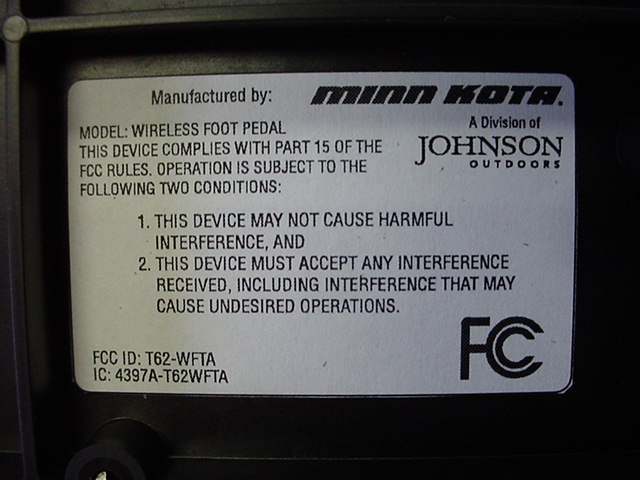 Manufactured by: MINN KOTA.
A Division of
JOHNSON
OUTDOORS
MODEL: WIRELESS FOOT PEDAL
THIS DEVICE COMPLIES WITH PART 15 OF THE
FCC RULES. OPERATION IS SUBJECT TO THE
FOLLOWING TWO CONDITIONS:
1. THIS DEVICE MAY NOT CAUSE HARMFUL
INTERFERENCE, AND
2. THIS DEVICE MUST ACCEPT ANY INTERFERENCE
RECEIVED, INCLUDING INTERFERENCE THAT MAY
CAUSE UNDESIRED OPERATIONS.
FCC ID: T62-WFTA
IC: 4397A-T62WFTA
FC